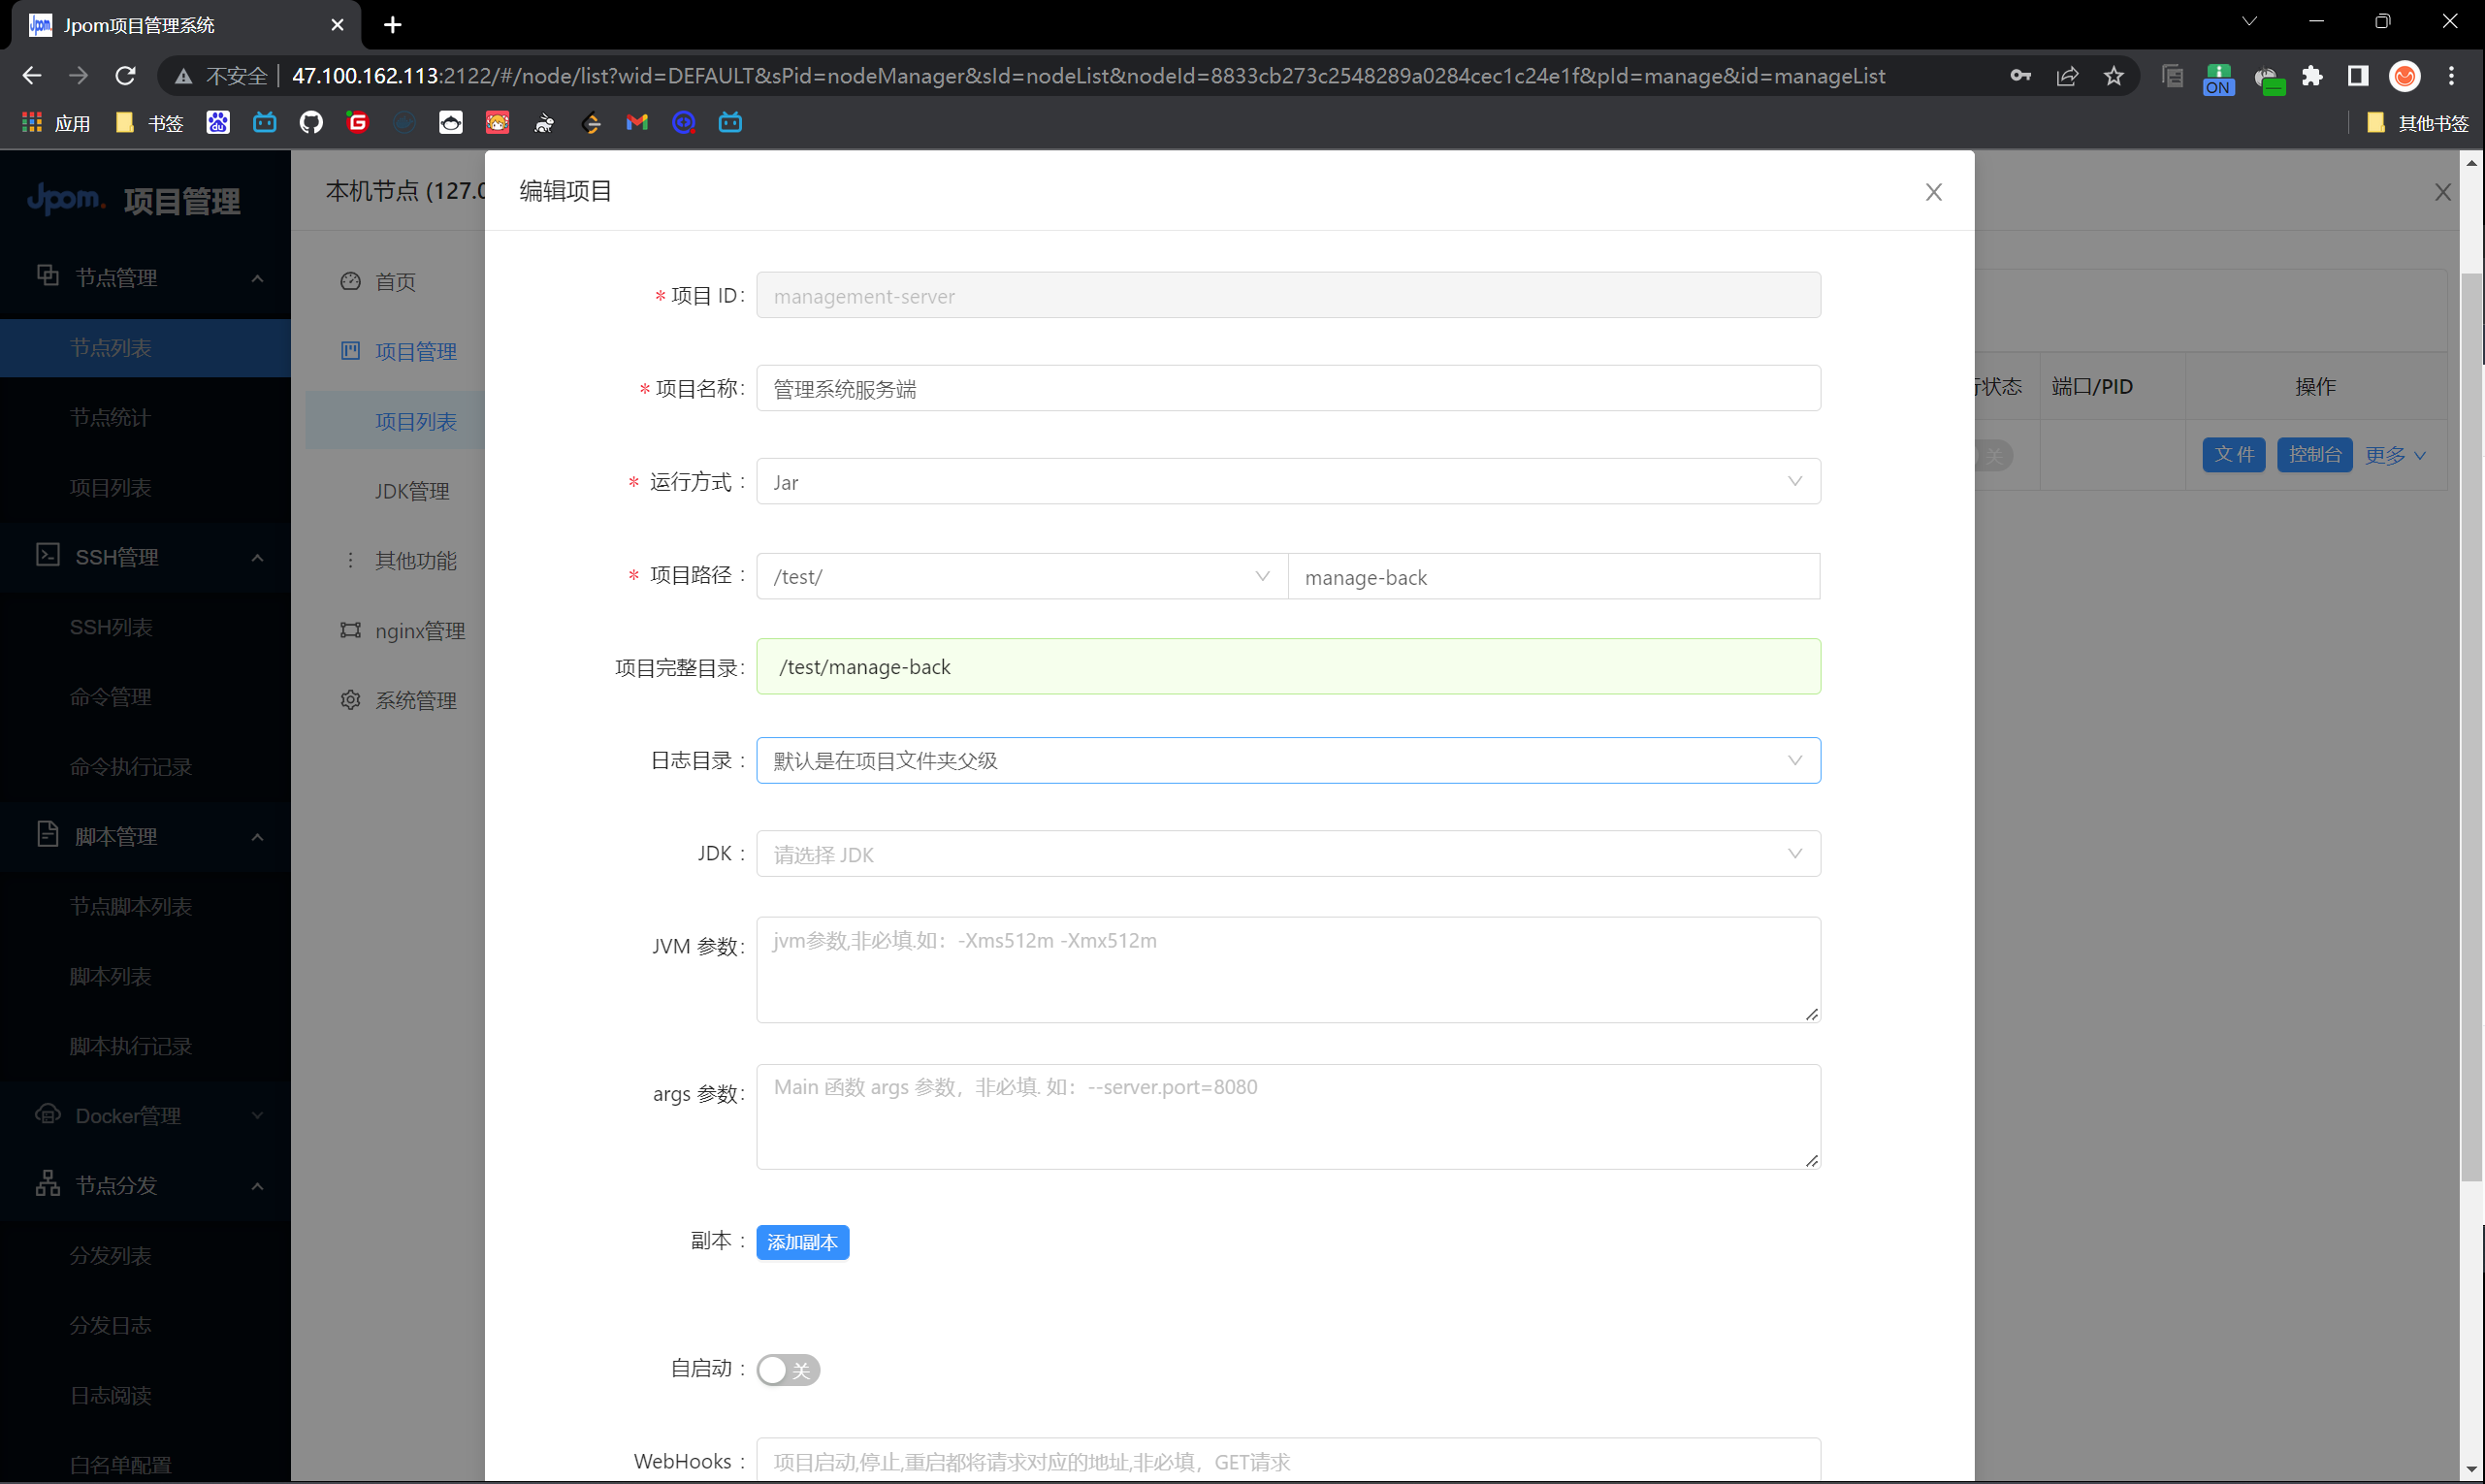 Jpom项目管理系统
不安全 47.100.162.113:2122/#/node/list?wid=DEFAULT&sPid=nodeManager&sId=nodeList&nodeId=8833cb273c2548289a0284cec1c24e1f&pId=manage&id=manageList
ON
应用 书签 其他书签
Jpom. 项目管理
节点管理
节点列表
节点统计
项目列表
SSH管理
SSH列表
命令管理
命令执行记录
脚本管理
节点脚本列表
脚本列表
脚本执行记录
Docker管理
节点分发
分发列表
分发日志
日志阅读
白名单配置
本机节点 (127.0
首页
项目管理
项目列表
JDK管理
其他功能
nginx管理
系统管理
编辑项目
* 项目 ID: management-server
* 项目名称: 管理系统服务端
* 运行方式 : Jar
* 项目路径 : /test/ manage-back
项目完整目录: /test/manage-back
日志目录 : 默认是在项目文件夹父级
JDK : 请选择 JDK
JVM 参数: jvm参数,非必填.如：-Xms512m -Xmx512m
args 参数: Main 函数 args 参数，非必填. 如：--server.port=8080
副本 : 添加副本
自启动 : 关
WebHooks : 项目启动,停止,重启都将请求对应的地址,非必填，GET请求
状态 端口/PID 操作
关 文件 控制台 更多